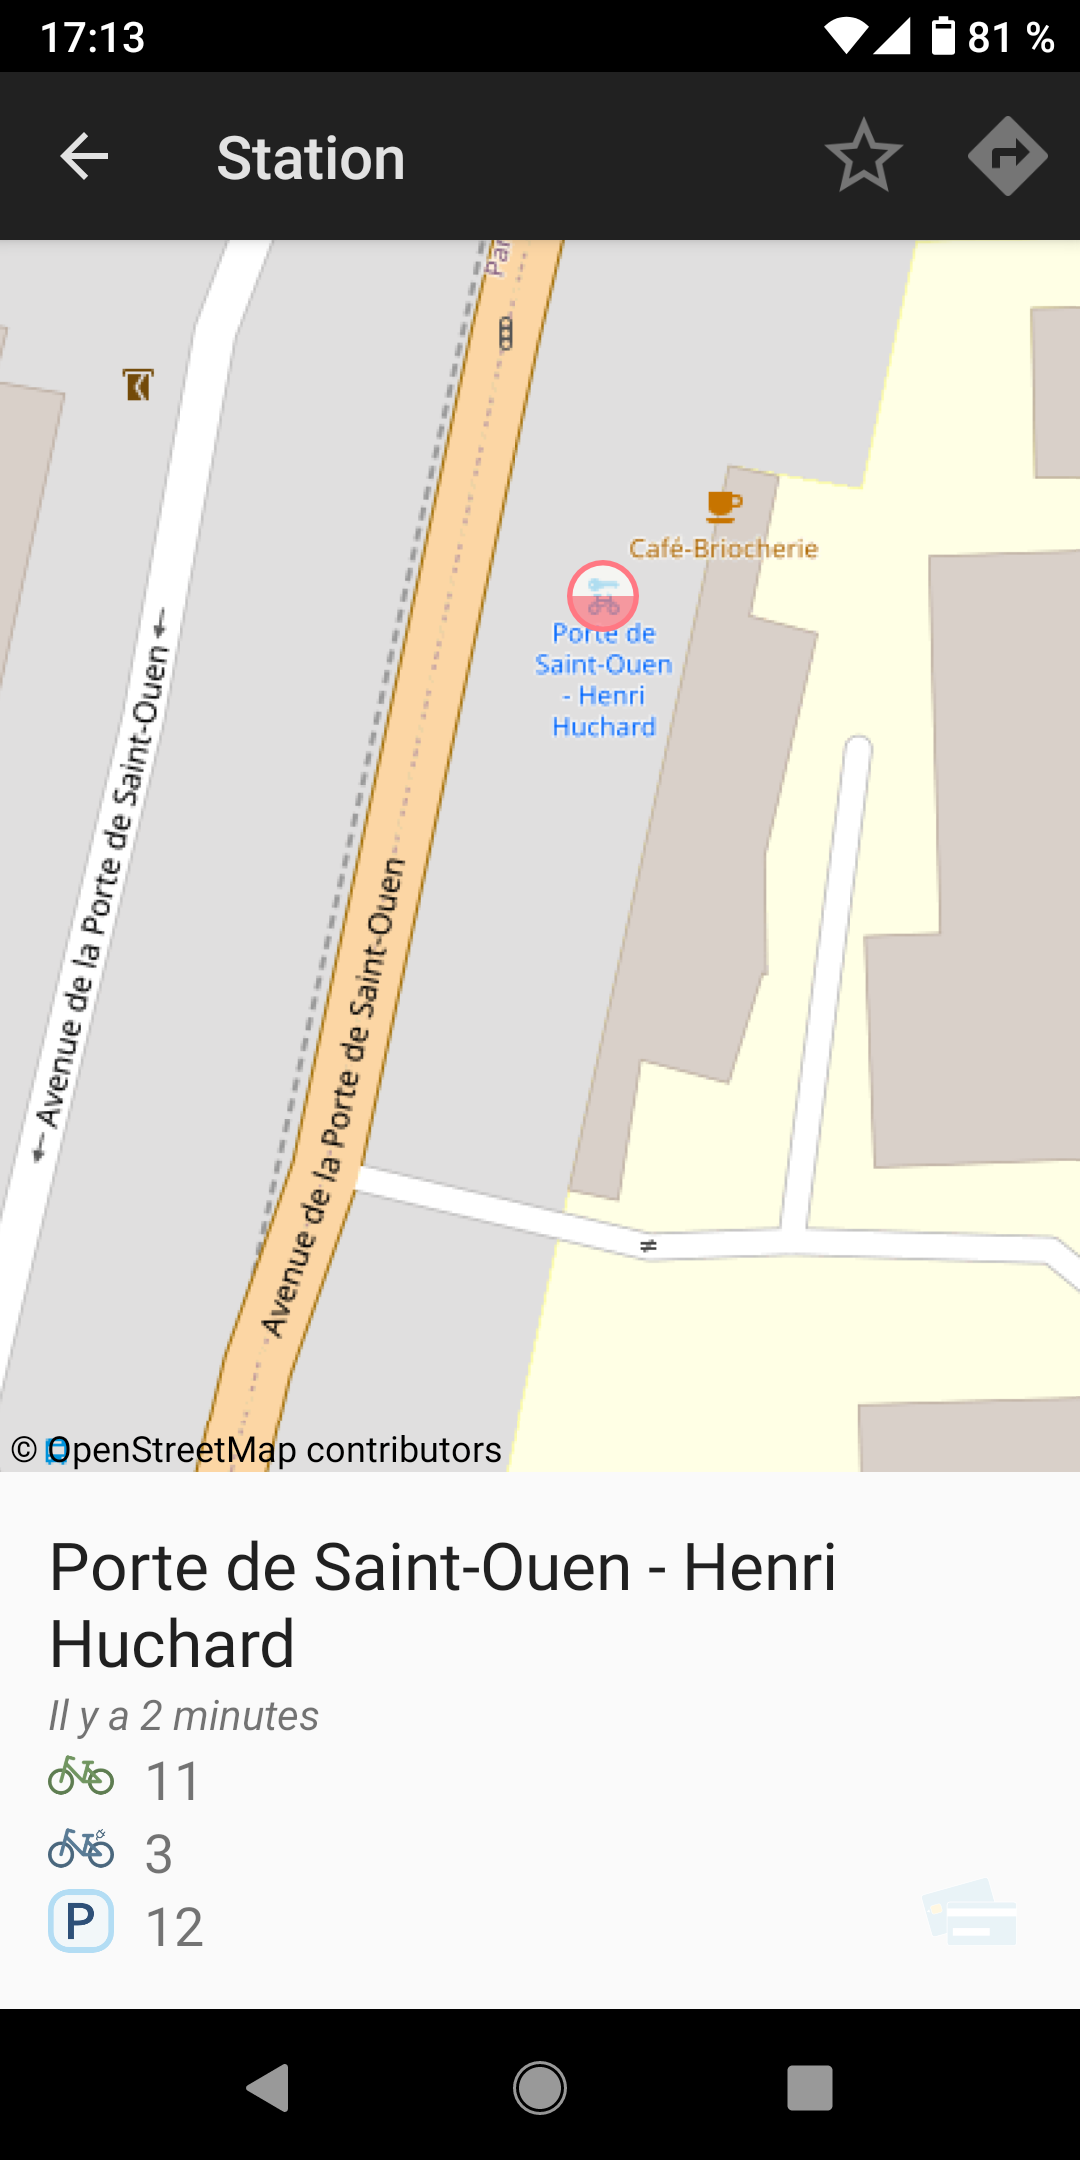 17:13
81 %
Station
Par
Café-Briocherie
Porte de
Saint-Ouen
- Henri
Huchard
Avenue de la Porte de Saint-Ouen
Avenue de la Porte de Saint-Ouen
© OpenStreetMap contributors
Porte de Saint-Ouen - Henri
Huchard
Il y a 2 minutes
11
3
P 12